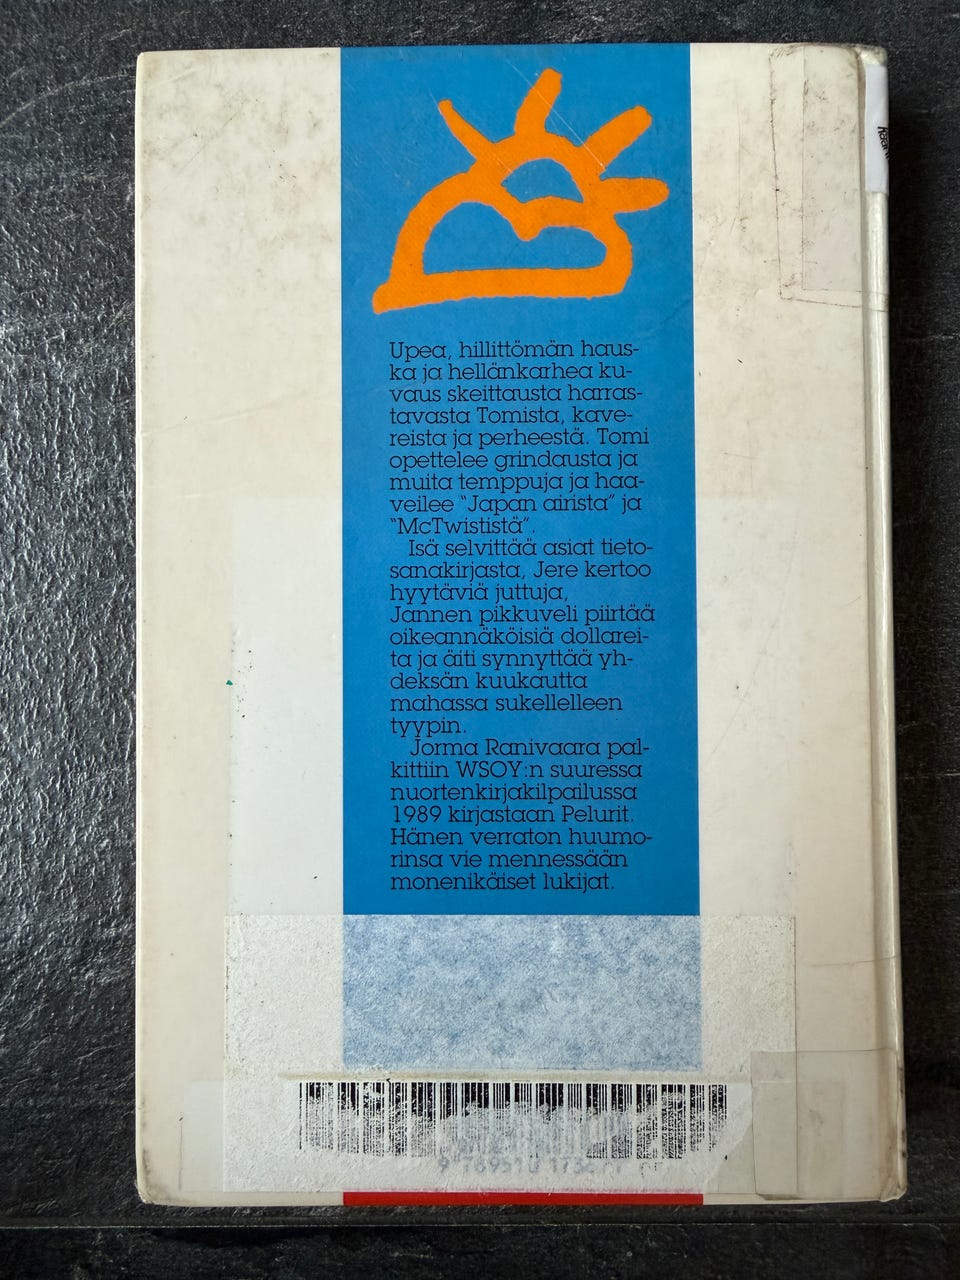 Upea, hillittömän haus-
ka ja hellänkarhea ku-
vaus skeittausta harras-
tavasta Tomista, kave-
reista ja perheestä. Tomi
opettelee grindausta ja
muita temppuja ja haa-
veilee "Japan airista" ja
"McTwististä".
Isä selvittää asiat tieto-
sanakirjasta, Jere kertoo
hyytäviä juttuja,
Jannen pikkuveli piirtää
oikeannäköisiä dollarei-
ta ja äiti synnyttää yh-
deksän kuukautta
mahassa sukellelleen
tyypin.
Jorma Ranivaara pal-
kittiin WSOY:n suuressa
nuortenkirjakilpailussa
1989 kirjastaan Pelurit.
Hänen verraton huumo-
rinsa vie mennessään
monenikäiset lukijat.